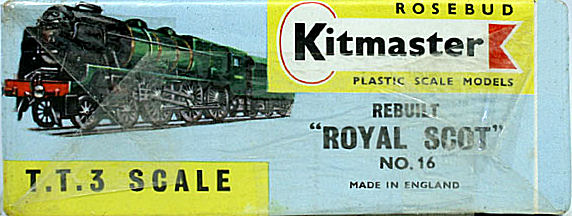 ROSEBUD
Kitmaster
PLASTIC SCALE MODELS
REBUILT
"ROYAL SCOT"
NO.16
MADE IN ENGLAND
T.T.3 SCALE